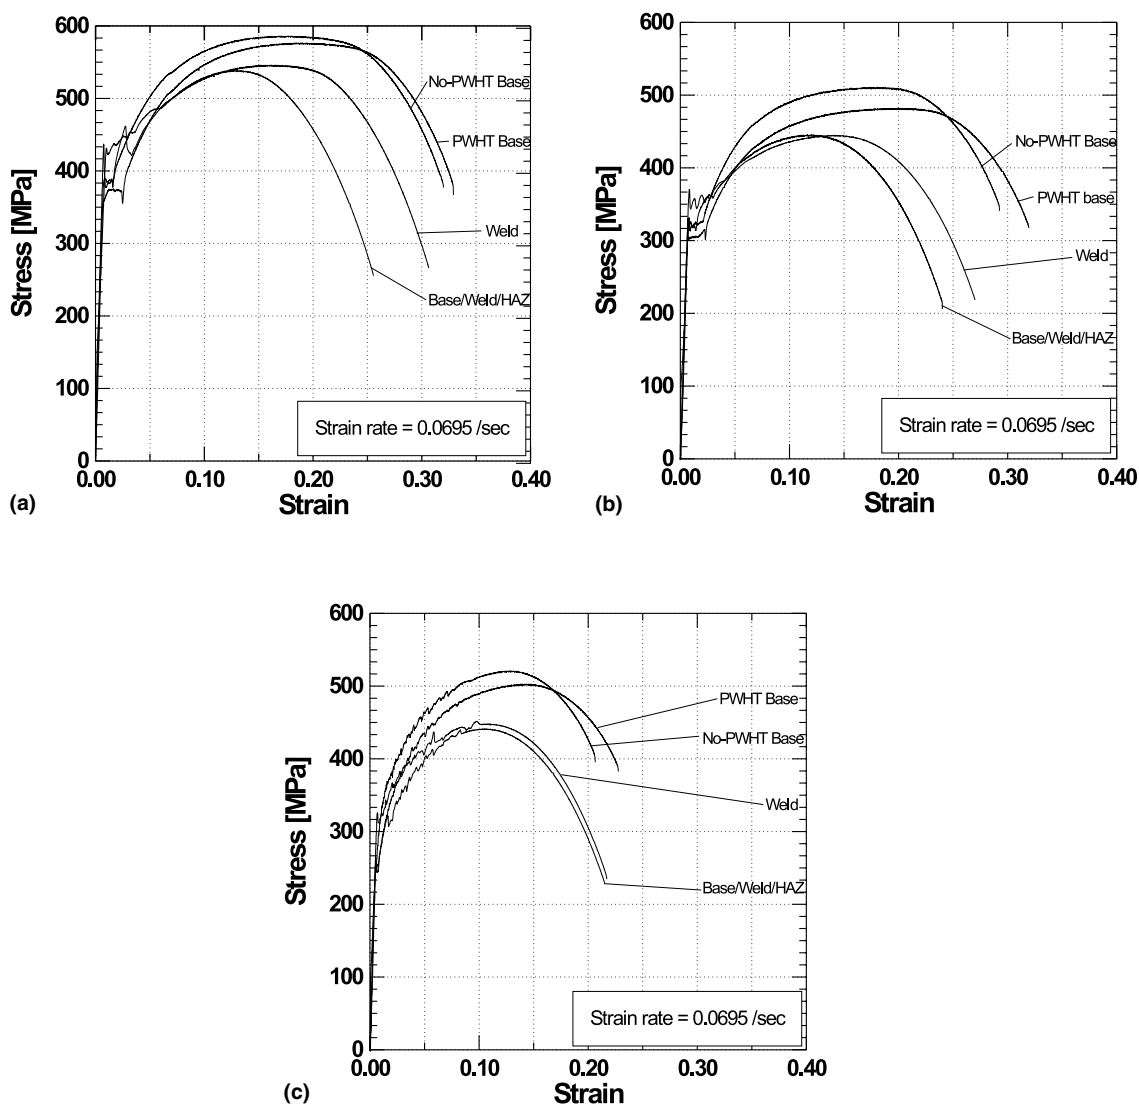 600
500
400
300
200
100
0
Stress [MPa]
No-PWHT Base
PWHT Base
Weld
Base/Weld/HAZ
Strain rate = 0.0695 /sec
0.00 0.10 0.20 0.30 0.40
Strain
(a)
600
500
400
300
200
100
0
Stress [MPa]
No-PWHT Base
PWHT base
Weld
Base/Weld/HAZ
Strain rate = 0.0695 /sec
0.00 0.10 0.20 0.30 0.40
Strain
(b)
600
500
400
300
200
100
0
Stress [MPa]
PWHT Base
No-PWHT Base
Weld
Base/Weld/HAZ
Strain rate = 0.0695 /sec
0.00 0.10 0.20 0.30 0.40
Strain
(c)